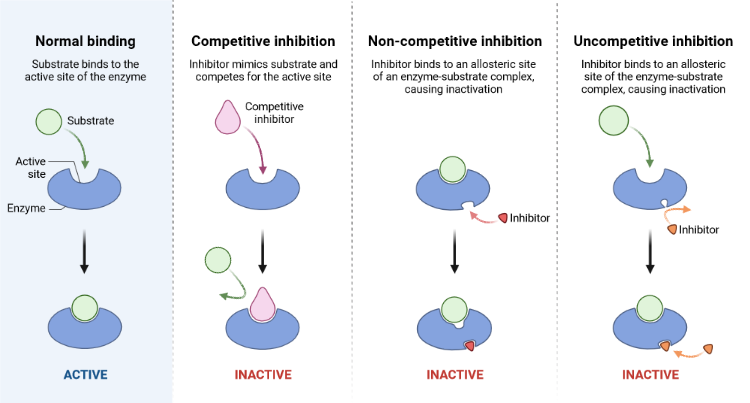 Normal binding
Substrate binds to the
active site of the enzyme
Substrate
Active
site
Enzyme
ACTIVE
Competitive inhibition
Inhibitor mimics substrate and
competes for the active site
Competitive
inhibitor
INACTIVE
Non-competitive inhibition
Inhibitor binds to an allosteric site
of an enzyme-substrate complex,
causing inactivation
Inhibitor
INACTIVE
Uncompetitive inhibition
Inhibitor binds to an allosteric
site of the enzyme-substrate
complex, causing inactivation
Inhibitor
INACTIVE